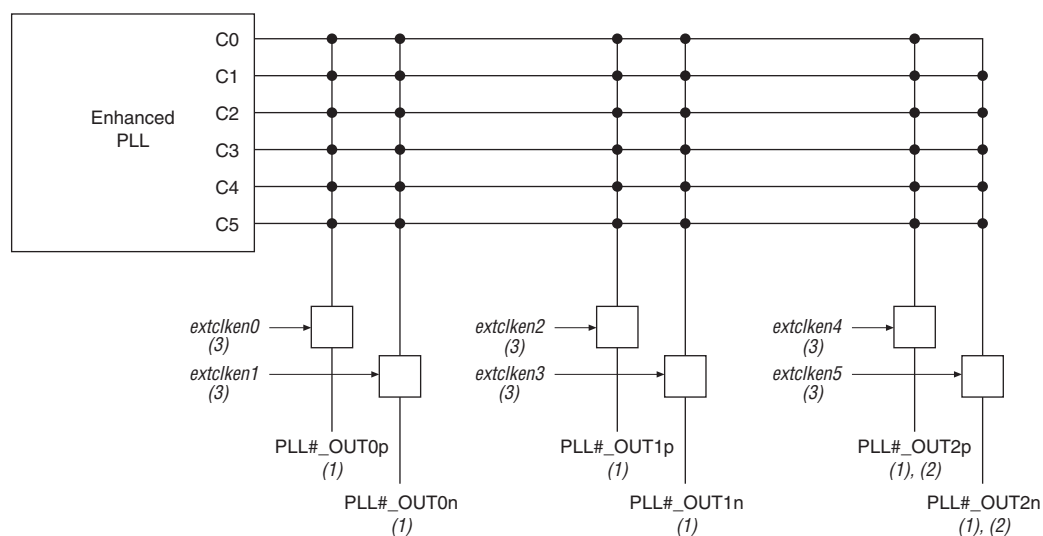 C0
C1
Enhanced
PLL
C2
C3
C4
C5
extclken0
(3)
extclken1
(3)
extclken2
(3)
extclken3
(3)
extclken4
(3)
extclken5
(3)
PLL#_OUT0p
(1)
PLL#_OUT0n
(1)
PLL#_OUT1p
(1)
PLL#_OUT1n
(1)
PLL#_OUT2p
(1), (2)
PLL#_OUT2n
(1), (2)